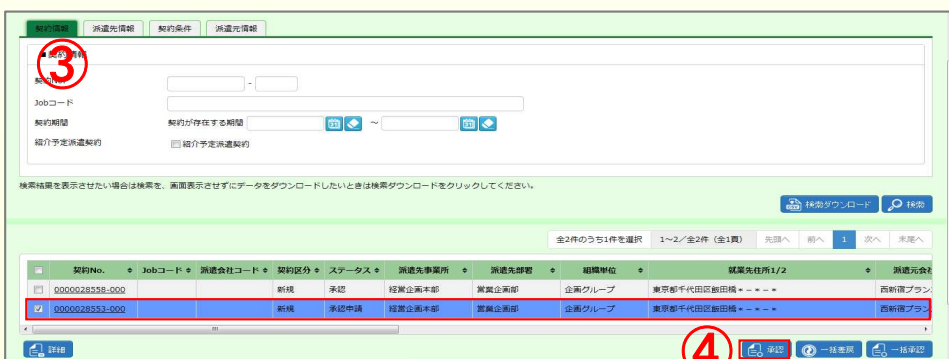 契約情報 派遣先情報 契約条件 派遣元情報
③
Jobコード
契約期間 契約が存在する期間 ~
紹介予定派遣契約 紹介予定派遣契約
検索結果を表示させたい場合は検索を、画面表示させずにデータをダウンロードしたいときは検索ダウンロードをクリックしてください。
検索ダウンロード 検索
全2件のうち1件を選択 1~2/全2件 (全1頁) 先頭へ 前へ 1 次へ 末尾へ
契約No. Jobコード 派遣会社コード 契約区分 ステータス 派遣先事業所 派遣先部署 組織単位 就業先住所1/2 派遣元会社
0000028558-000 新規 承認 経営企画本部 営業企画部 企画グループ 東京都千代田区飯田橋*-*-* 西新宿プラン
0000028553-000 新規 承認申請 経営企画本部 営業企画部 企画グループ 東京都千代田区飯田橋*-*-* 西新宿プラン
詳細 ④ 承認 一括差戻 一括承認